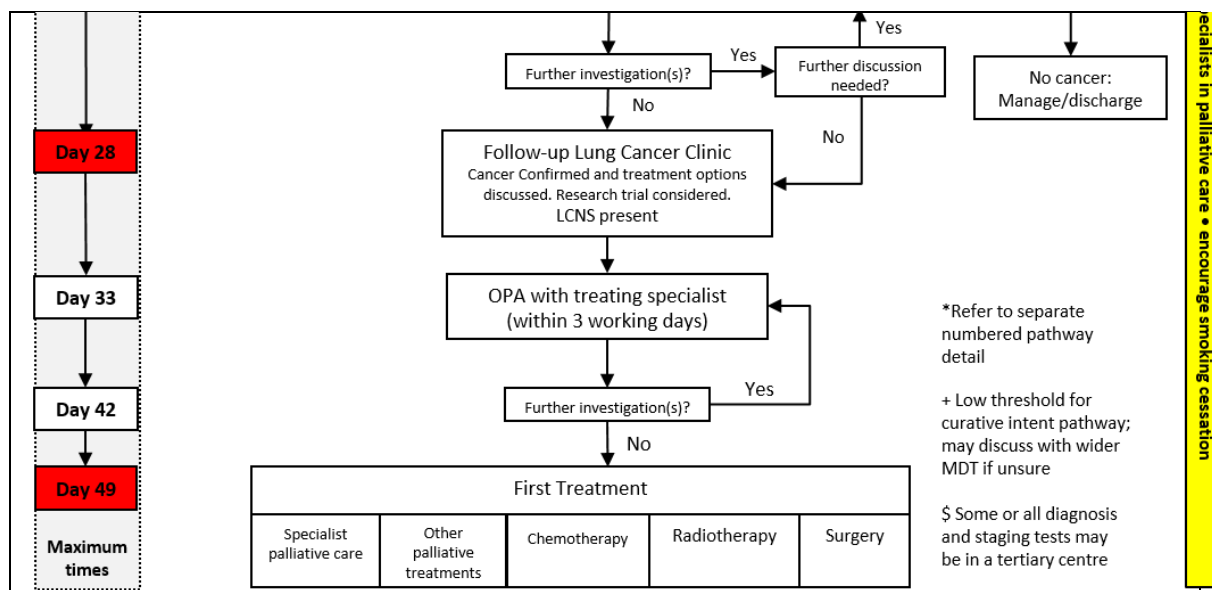 Yes
Further investigation(s)?
Yes
Further discussion
needed?
No cancer:
Manage/discharge
No
No
Day 28
Follow-up Lung Cancer Clinic
Cancer Confirmed and treatment options
discussed. Research trial considered.
LCNS present
Day 33
OPA with treating specialist
(within 3 working days)
*Refer to separate
numbered pathway
detail
Day 42
Further investigation(s)?
Yes
+ Low threshold for
curative intent pathway;
may discuss with wider
MDT if unsure
No
Day 49
First Treatment
$ Some or all diagnosis
and staging tests may
be in a tertiary centre
Maximum
times
Specialist
palliative care
Other
palliative
treatments
Chemotherapy
Radiotherapy
Surgery
in palliative care • encourage smoking cessation